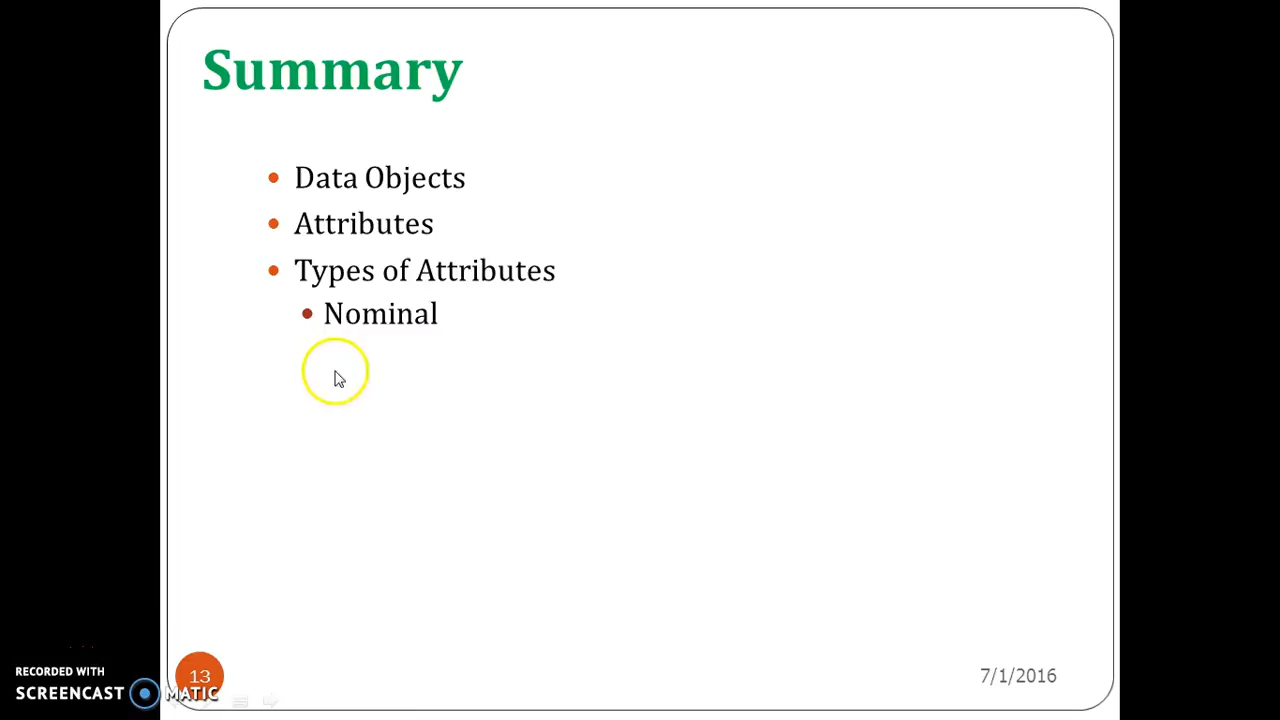 Summary
Data Objects
Attributes
Types of Attributes
Nominal
13
7/1/2016
RECORDED WITH
SCREENCAST MATIC